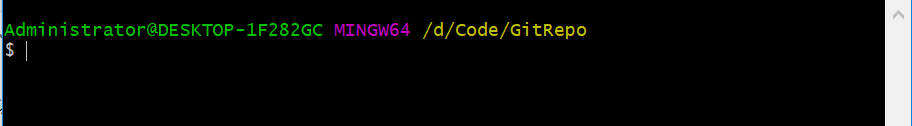 Administrator@DESKTOP-1F282GC MINGW64 /d/Code/GitRepo
$